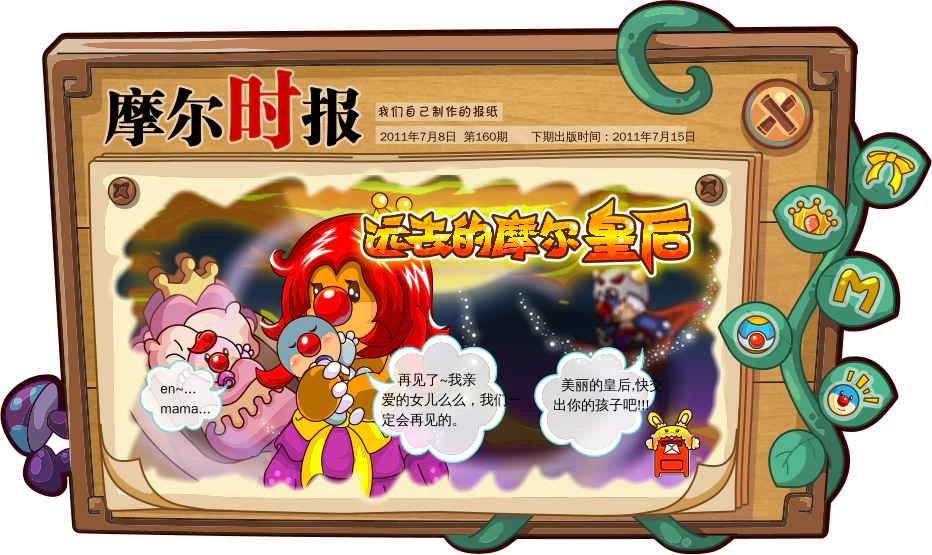 摩尔时报
我们自己制作的报纸
2011年7月8日 第160期 下期出版时间：2011年7月15日
远去的摩尔皇后
en~...
mama...
再见了~我亲
爱的女儿么么，我们一
定会再见的。
美丽的皇后,快交
出你的孩子吧!!!
M